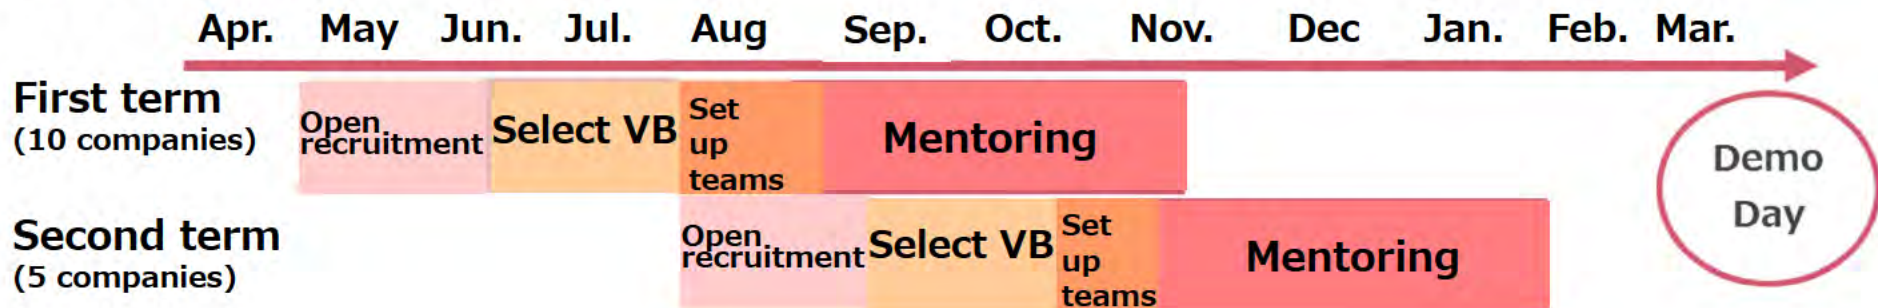 Apr. May Jun. Jul. Aug Sep. Oct. Nov. Dec Jan. Feb. Mar.
First term
(10 companies)
Open
recruitment
Select VB
Set
up
teams
Mentoring
Second term
(5 companies)
Open
recruitment
Select VB
Set
up
teams
Mentoring
Demo
Day